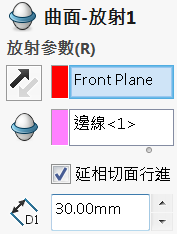 曲面-放射1
放射參數(R)
Front Plane
邊線<1>
延相切面行進
D1
30.00mm